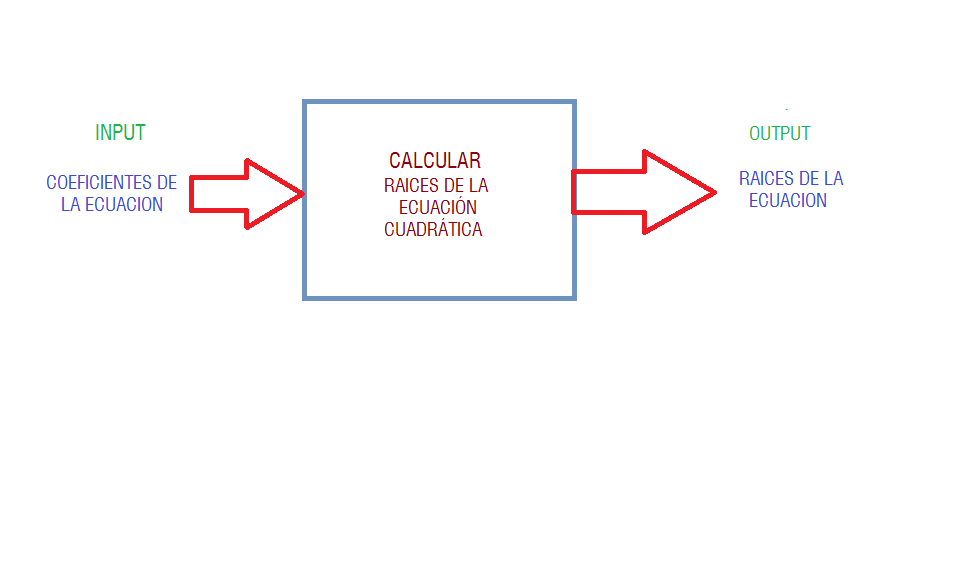 INPUT
COEFICIENTES DE
LA ECUACION
CALCULAR
RAICES DE LA
ECUACIÓN
CUADRÁTICA
OUTPUT
RAICES DE LA
ECUACION